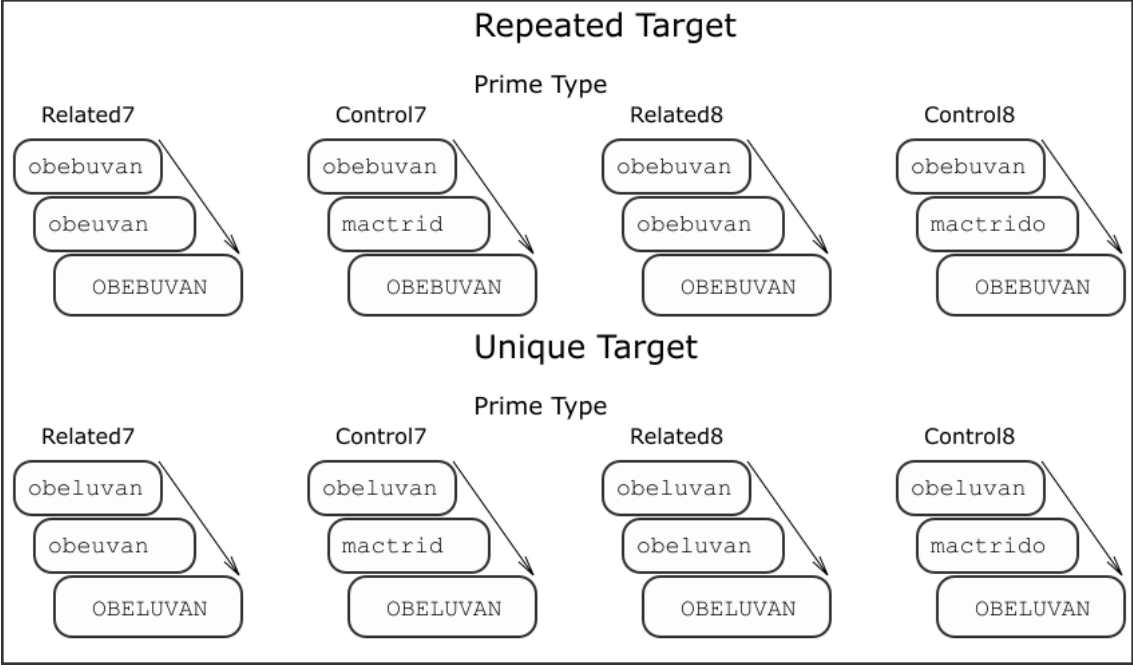 Repeated Target
Prime Type
Related7 Control7 Related8 Control8
obebuvan obebuvan obebuvan obebuvan
obeuvan mactrid obebuvan mactrido
OBEBUVAN OBEBUVAN OBEBUVAN OBEBUVAN
Unique Target
Prime Type
Related7 Control7 Related8 Control8
obeluvan obeluvan obeluvan obeluvan
obeuvan mactrid obeluvan mactrido
OBELUVAN OBELUVAN OBELUVAN OBELUVAN